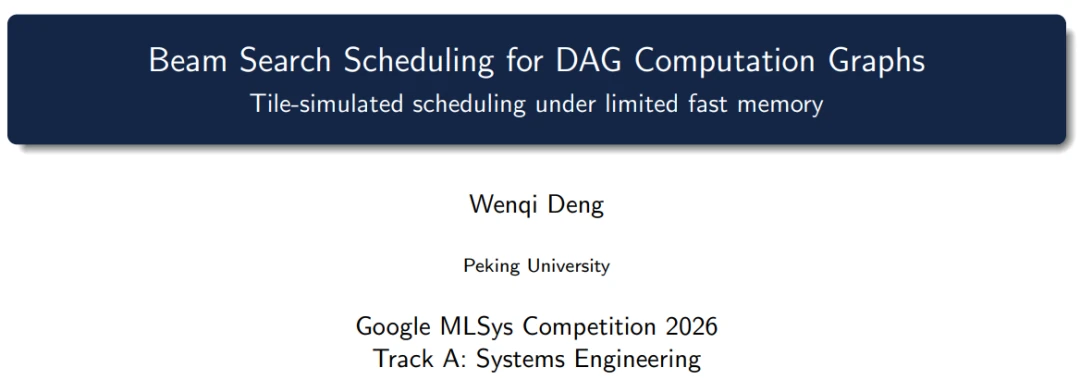 Beam Search Scheduling for DAG Computation Graphs
Tile-simulated scheduling under limited fast memory
Wenqi Deng
Peking University
Google MLSys Competition 2026
Track A: Systems Engineering